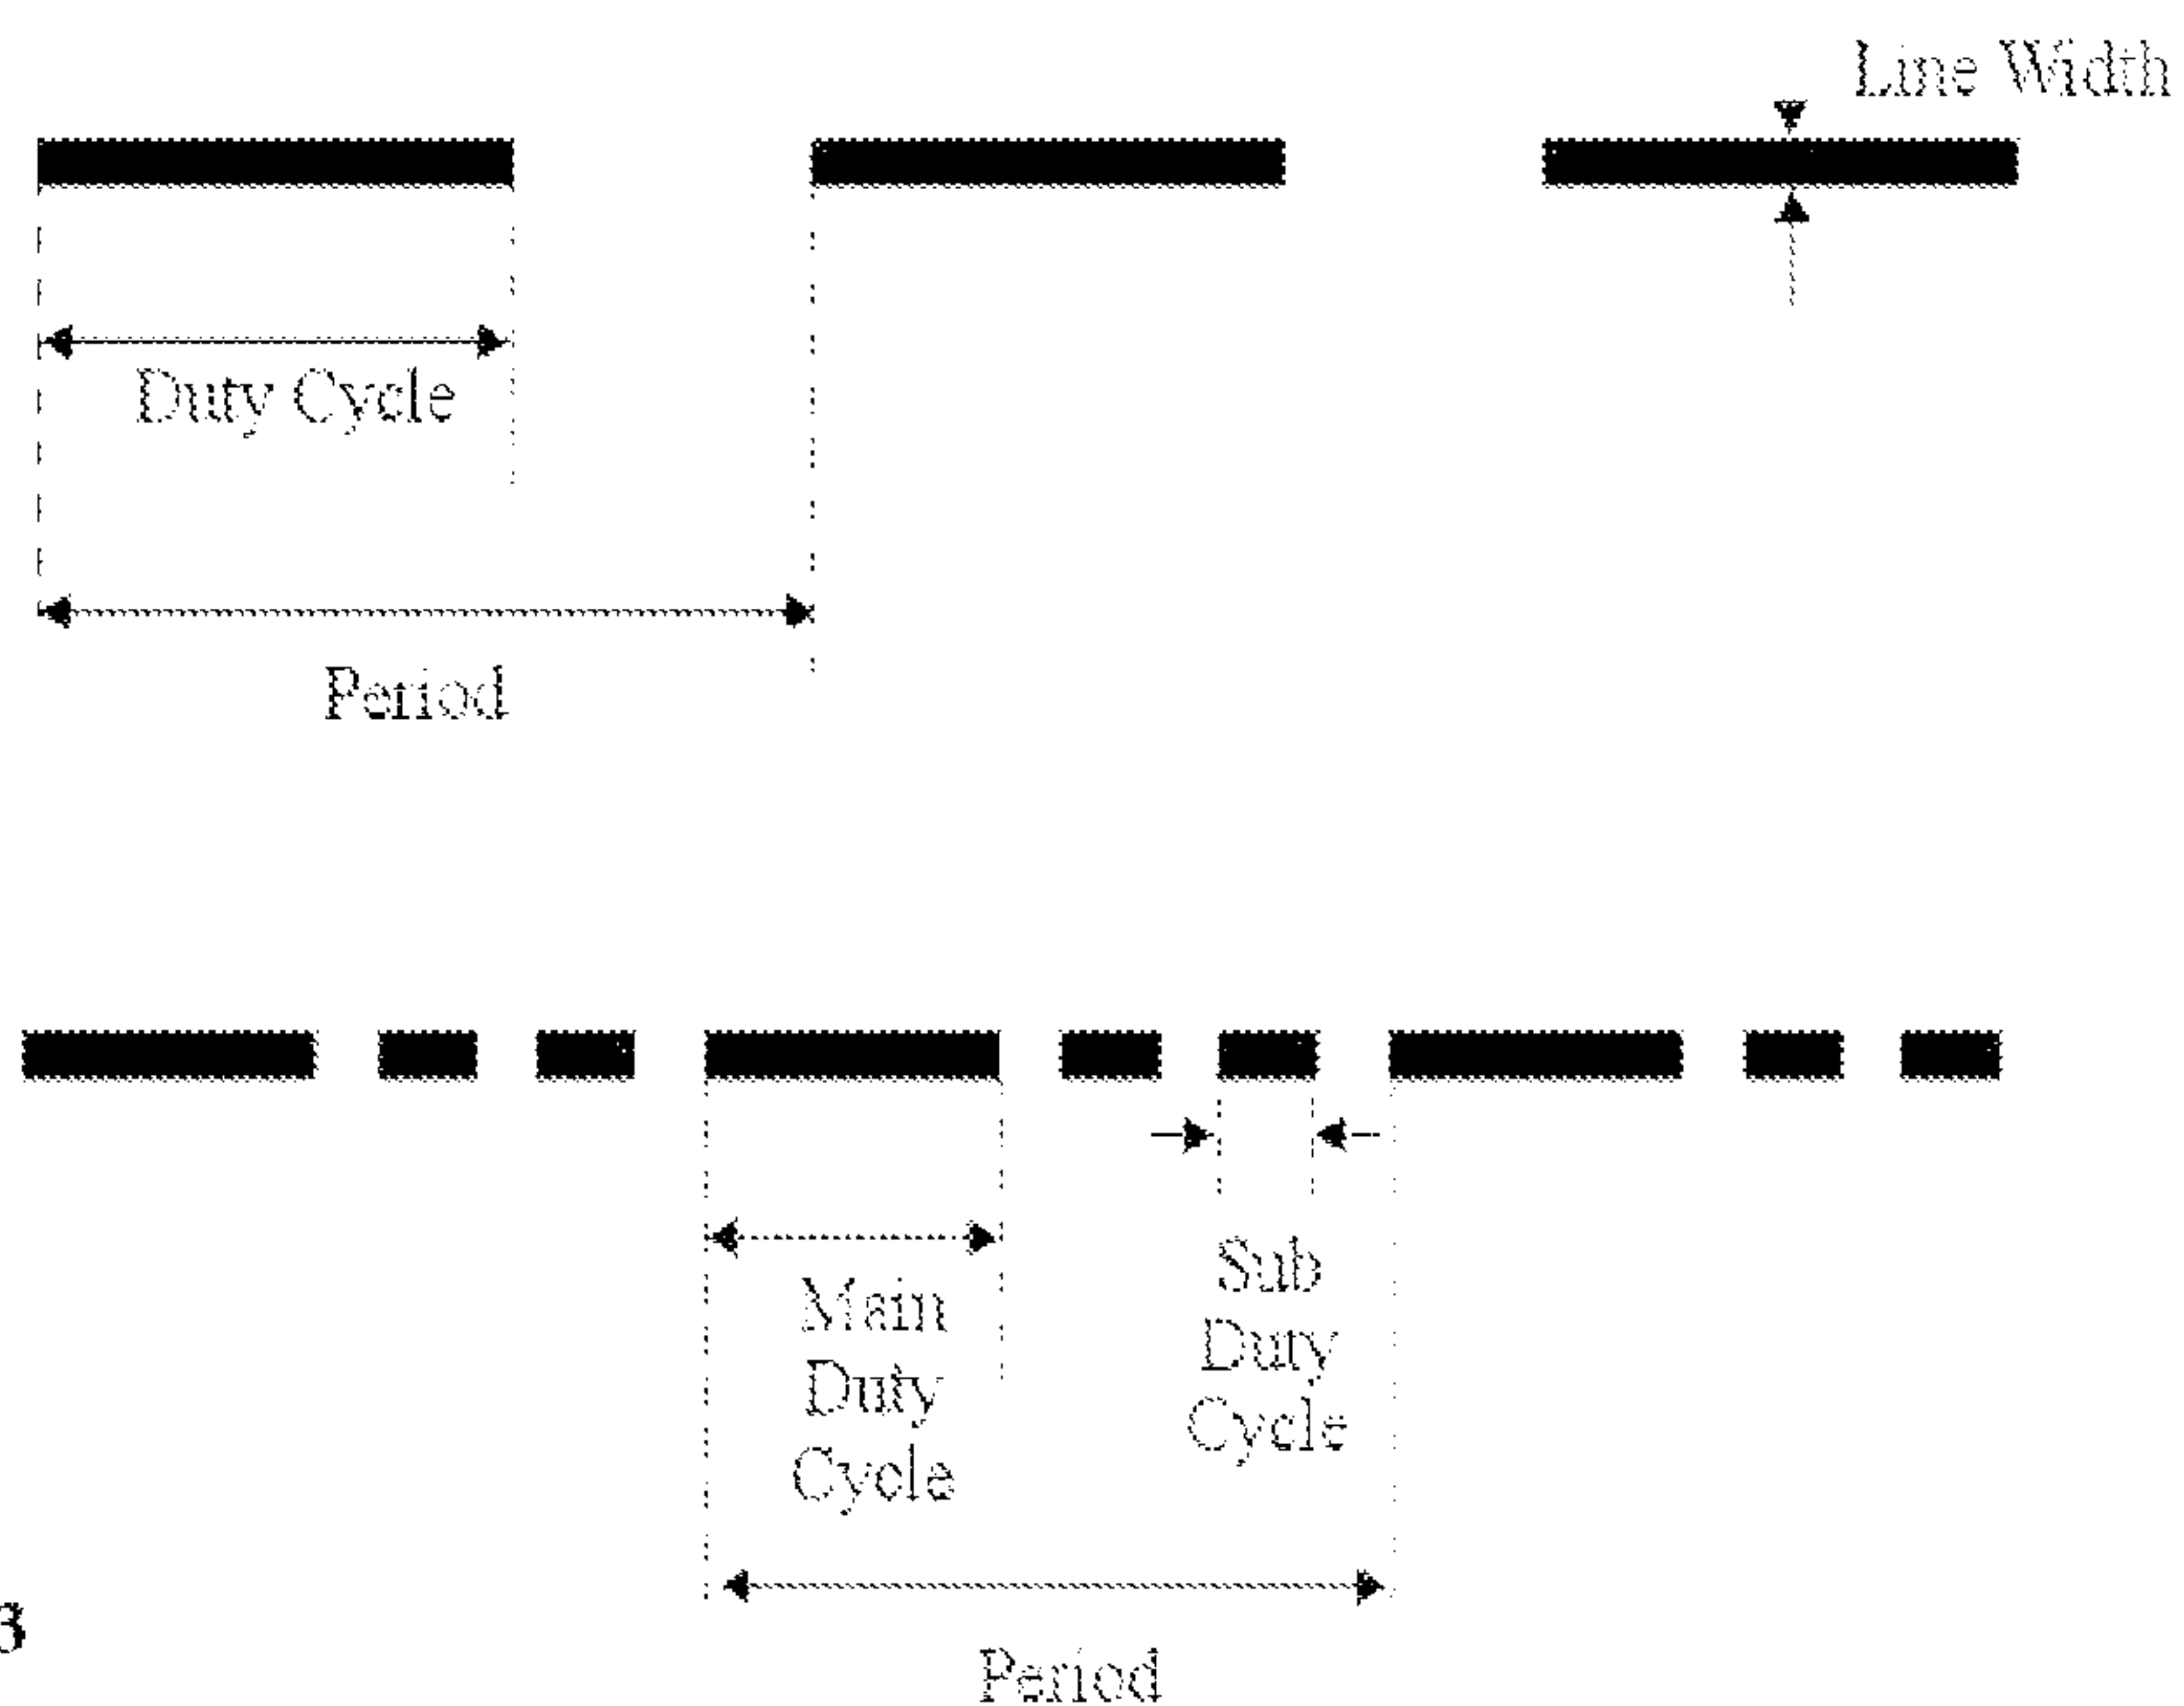 Line Width
Duty Cycle
Period
Main
Duty
Cycle
Sub
Duty
Cycle
3
Period